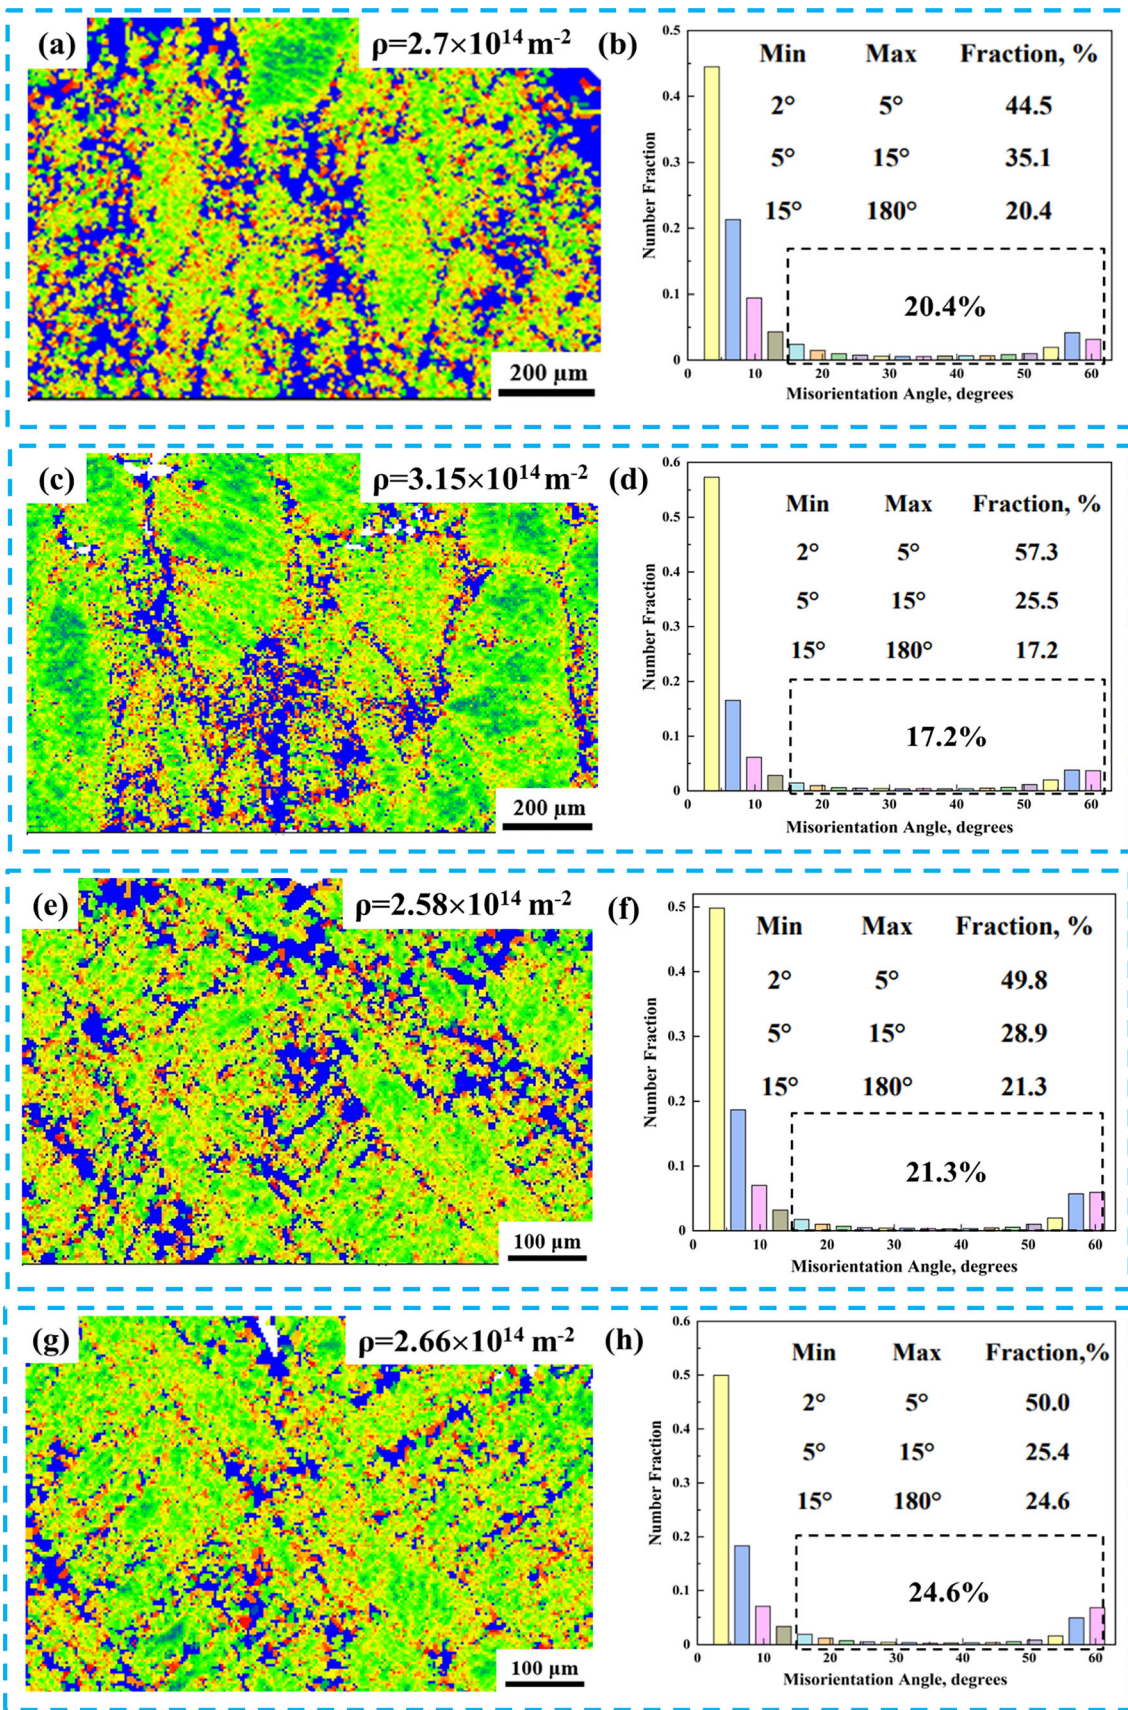 (a)
ρ=2.7×10¹⁴ m⁻²
200 µm
(b)
0.5
0.4
0.3
0.2
0.1
0
Number Fraction
Min Max Fraction, %
2° 5° 44.5
5° 15° 35.1
15° 180° 20.4
20.4%
0 10 20 30 40 50 60
Misorientation Angle, degrees
(c)
ρ=3.15×10¹⁴ m⁻²
200 µm
(d)
0.6
0.5
0.4
0.3
0.2
0.1
0
Number Fraction
Min Max Fraction, %
2° 5° 57.3
5° 15° 25.5
15° 180° 17.2
17.2%
0 10 20 30 40 50 60
Misorientation Angle, degrees
(e)
ρ=2.58×10¹⁴ m⁻²
100 µm
(f)
0.5
0.4
0.3
0.2
0.1
0
Number Fraction
Min Max Fraction, %
2° 5° 49.8
5° 15° 28.9
15° 180° 21.3
21.3%
0 10 20 30 40 50 60
Misorientation Angle, degrees
(g)
ρ=2.66×10¹⁴ m⁻²
100 µm
(h)
0.6
0.5
0.4
0.3
0.2
0.1
0
Number Fraction
Min Max Fraction,%
2° 5° 50.0
5° 15° 25.4
15° 180° 24.6
24.6%
0 10 20 30 40 50 60
Misorientation Angle, degrees